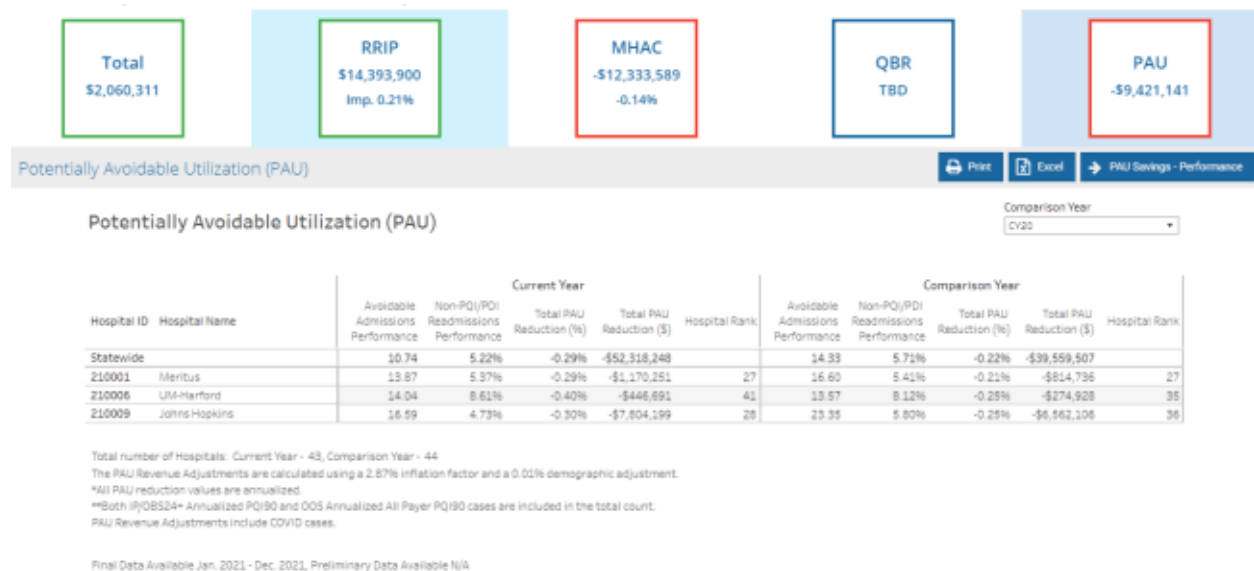 Total
$2,060,311
RRIP
$14,393,900
Imp. 0.21%
MHAC
-$12,333,589
-0.14%
QBR
TBD
PAU
-$9,421,141
Potentially Avoidable Utilization (PAU)
Print
Excel
PAU Savings - Performance
Potentially Avoidable Utilization (PAU)
Comparison Year
CY20
Current Year Comparison Year
Hospital ID Hospital Name Avoidable Admissions Performance Non-PQI/PDI Readmissions Performance Total PAU Reduction (%) Total PAU Reduction ($) Hospital Rank Avoidable Admissions Performance Non-PQI/PDI Readmissions Performance Total PAU Reduction (%) Total PAU Reduction ($) Hospital Rank
Statewide 10.74 5.22% -0.29% -$52,318,248 14.33 5.71% -0.22% -$39,559,507
210001 Meritus 13.87 5.37% -0.29% -$1,170,251 27 16.60 5.41% -0.21% -$814,736 27
210006 UM-Harford 14.04 8.61% -0.40% -$446,691 41 13.57 8.12% -0.25% -$274,928 35
210009 Johns Hopkins 16.59 4.73% -0.30% -$7,804,199 28 23.35 5.80% -0.25% -$6,562,106 36
Total number of Hospitals: Current Year - 43, Comparison Year - 44
The PAU Revenue Adjustments are calculated using a 2.87% inflation factor and a 0.01% demographic adjustment.
*All PAU reduction values are annualized.
**Both IP/OBS24+ Annualized PQI90 and OOS Annualized All Payer PQI90 cases are included in the total count.
PAU Revenue Adjustments include COVID cases.
Final Data Available Jan. 2021 - Dec. 2021, Preliminary Data Available N/A